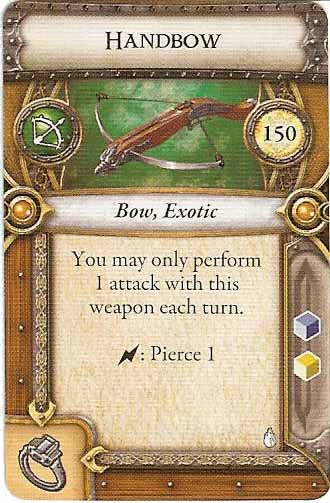 HANDBOW
150
Bow, Exotic
You may only perform
1 attack with this
weapon each turn.
: Pierce 1